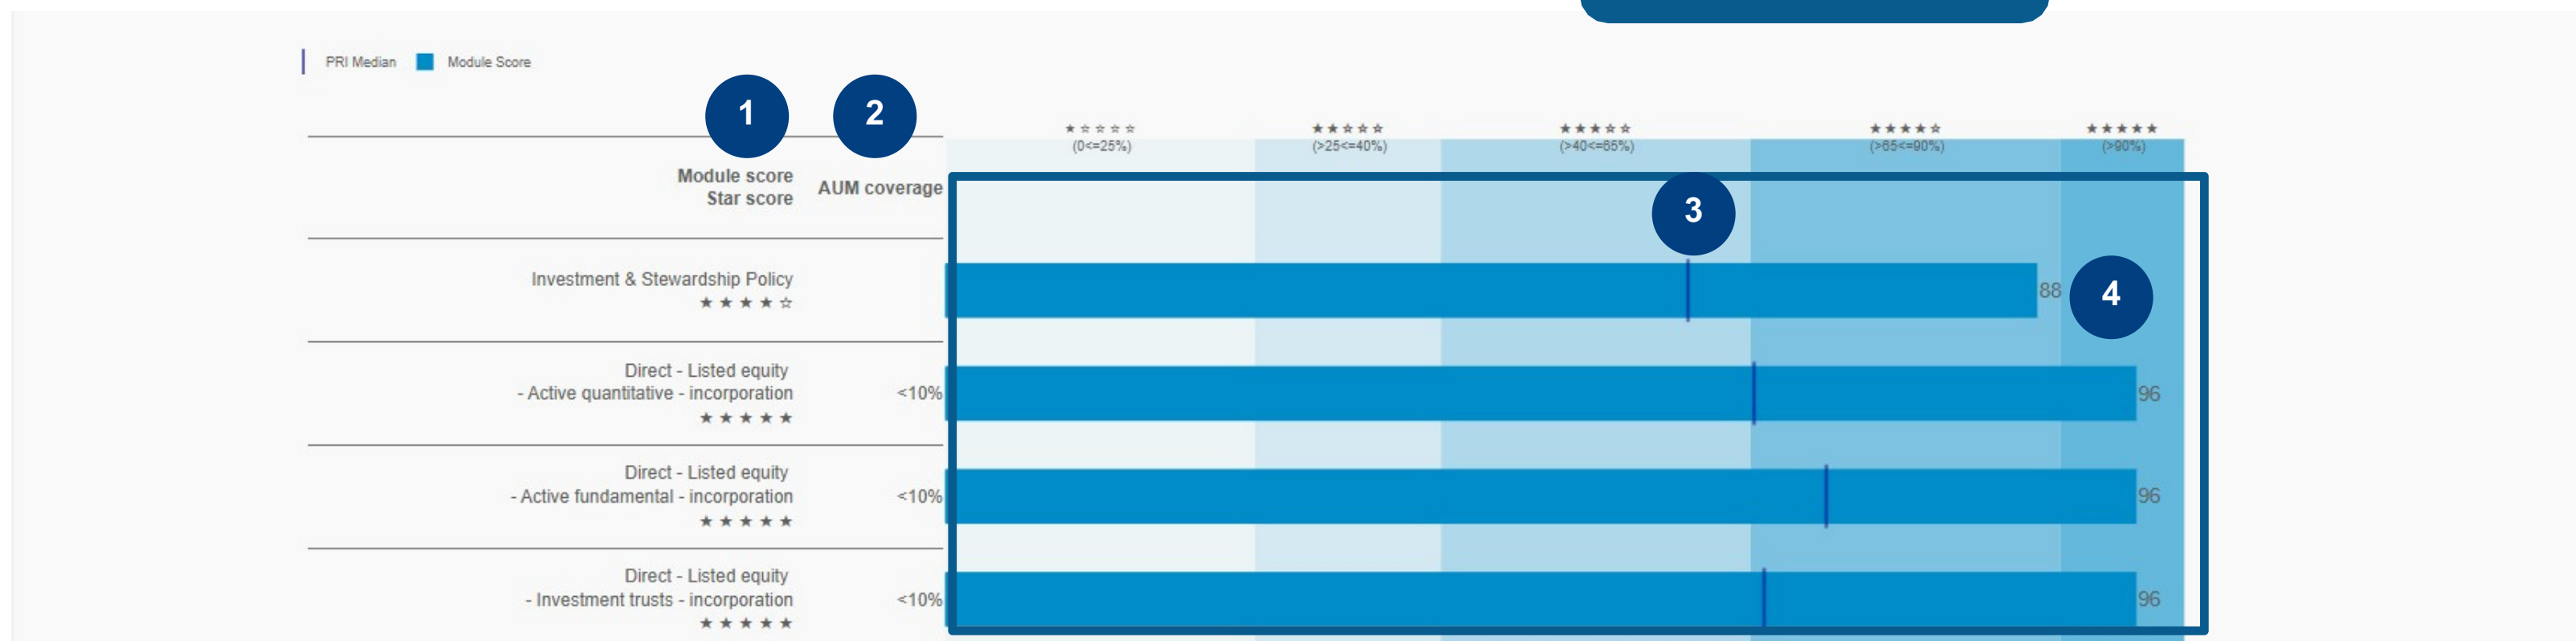 PRI Median Module Score
1 2
★☆☆☆☆ ★★☆☆☆ ★★★☆☆ ★★★★☆ ★★★★★
(0<=25%) (>25<=40%) (>40<=65%) (>65<=90%) (>90%)
Module score
Star score
AUM coverage
3
Investment & Stewardship Policy
★★★★☆
88
4
Direct - Listed equity
- Active quantitative - incorporation
★★★★★
<10%
96
Direct - Listed equity
- Active fundamental - incorporation
★★★★★
<10%
96
Direct - Listed equity
- Investment trusts - incorporation
★★★★★
<10%
96